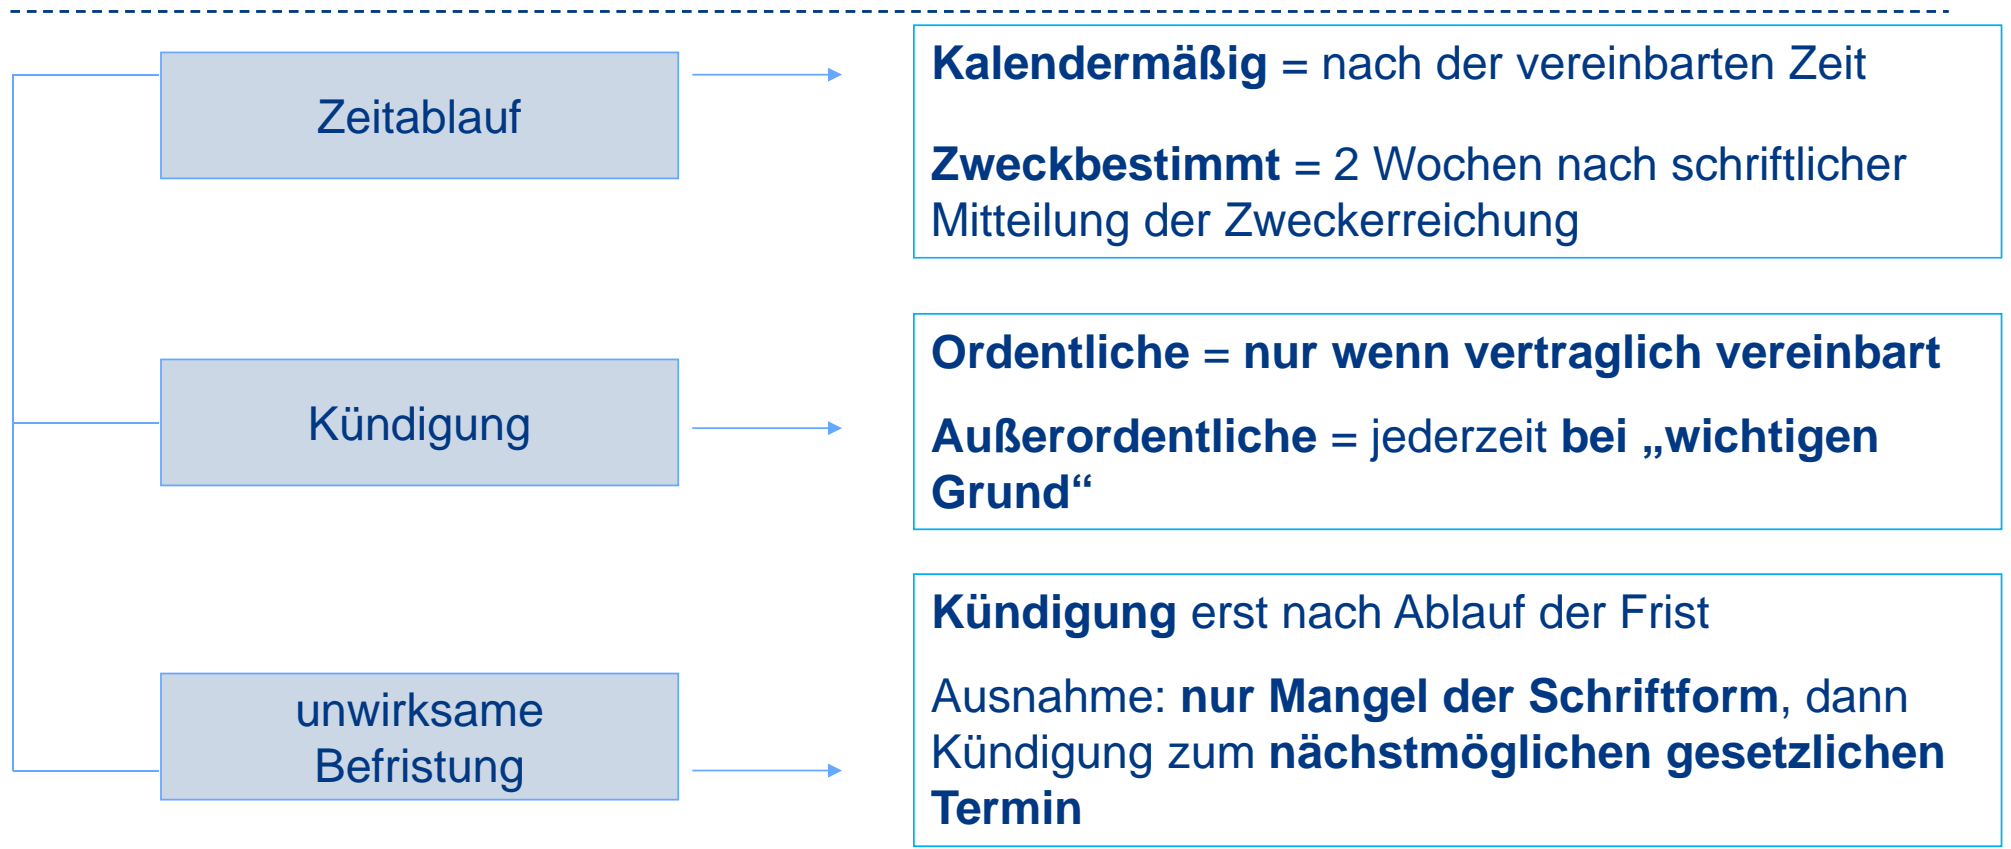 Zeitablauf
Kalendermäßig = nach der vereinbarten Zeit
Zweckbestimmt = 2 Wochen nach schriftlicher
Mitteilung der Zweckerreichung
Kündigung
Ordentliche = nur wenn vertraglich vereinbart
Außerordentliche = jederzeit bei „wichtigen
Grund“
unwirksame
Befristung
Kündigung erst nach Ablauf der Frist
Ausnahme: nur Mangel der Schriftform, dann
Kündigung zum nächstmöglichen gesetzlichen
Termin